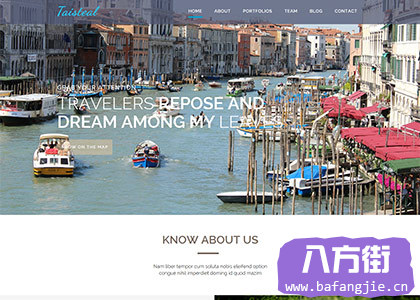 Taisteal
HOME ABOUT PORTFOLIOS TEAM BLOG CONTACT
GRAB YOUR ATTENTION
TRAVELERS REPOSE AND
DREAM AMONG MY LEAVES
ON THE MAP
KNOW ABOUT US
Nam liber tempor cum soluta nobis eleifend option
congue nihil imperdiet doming id quod mazim
八方街
www.bafangjie.cn